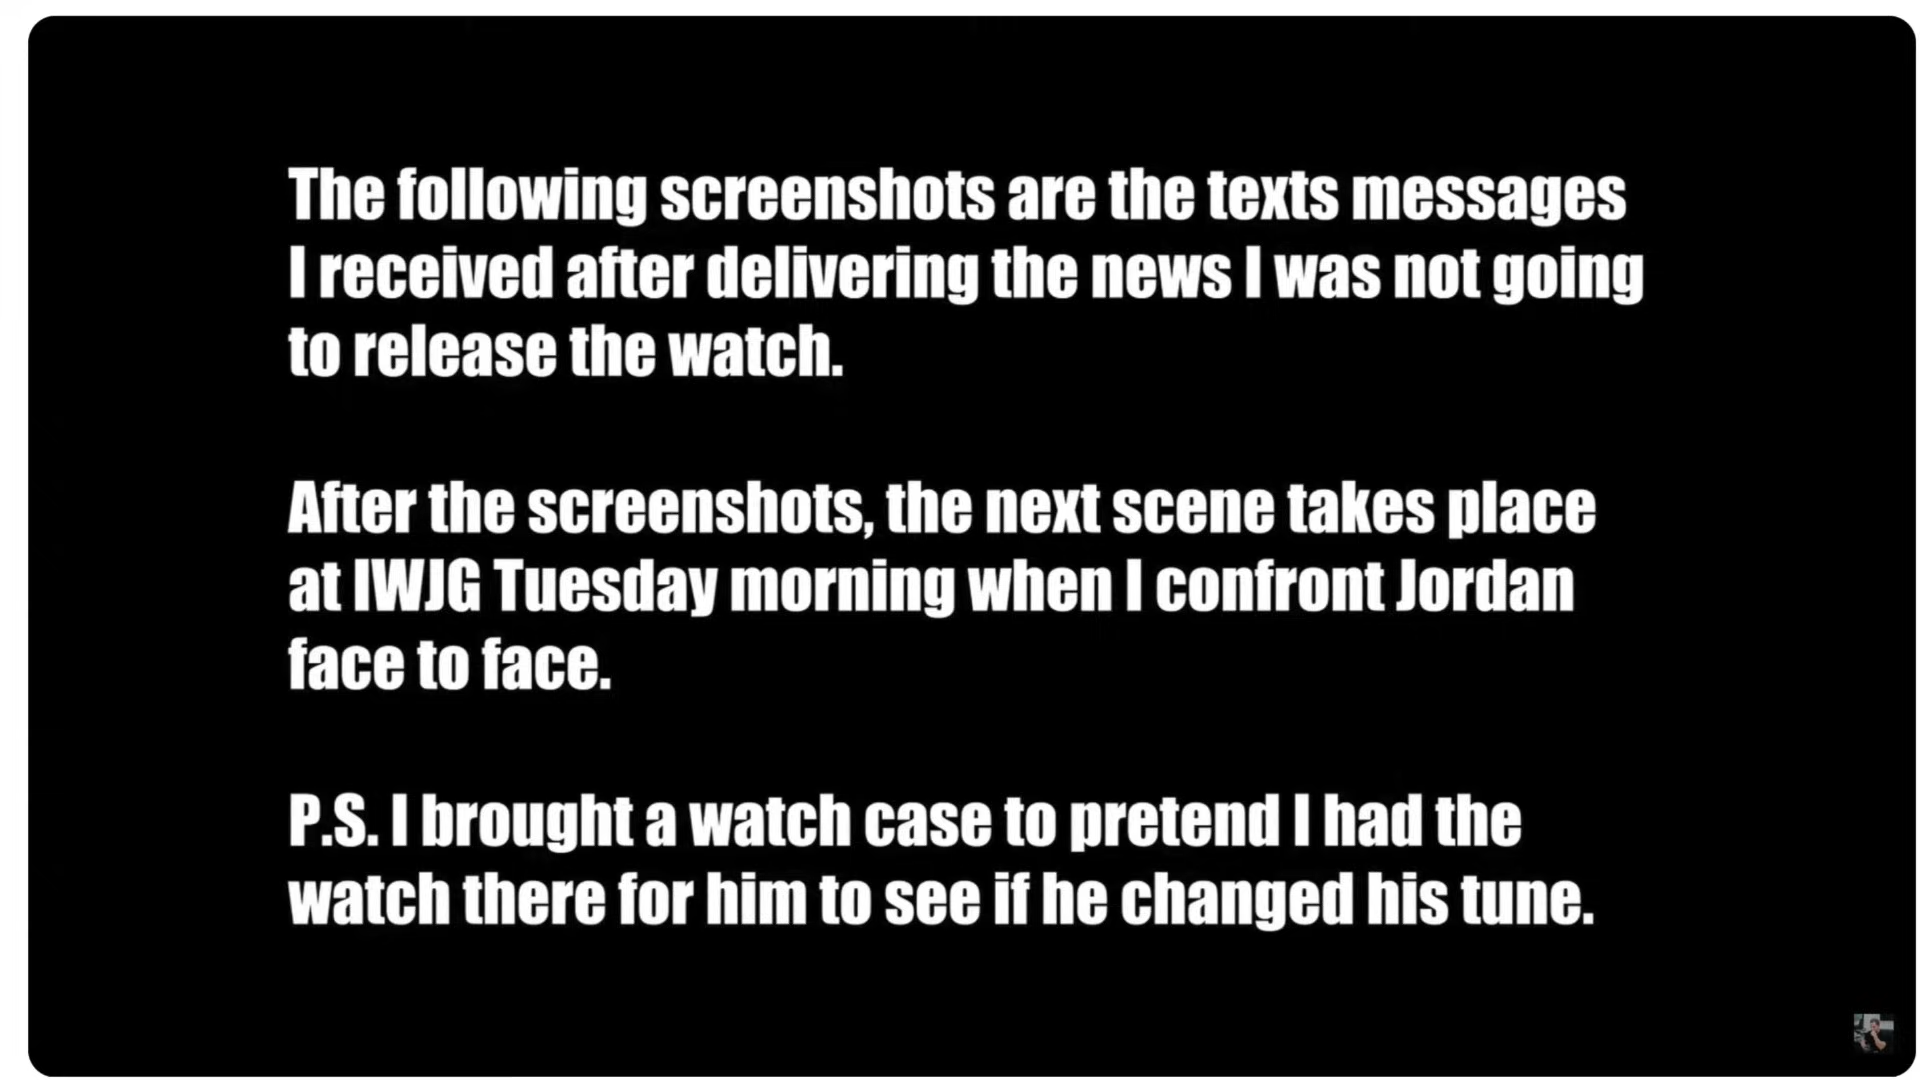 The following screenshots are the texts messages
I received after delivering the news I was not going
to release the watch.
After the screenshots, the next scene takes place
at IWJG Tuesday morning when I confront Jordan
face to face.
P.S. I brought a watch case to pretend I had the
watch there for him to see if he changed his tune.